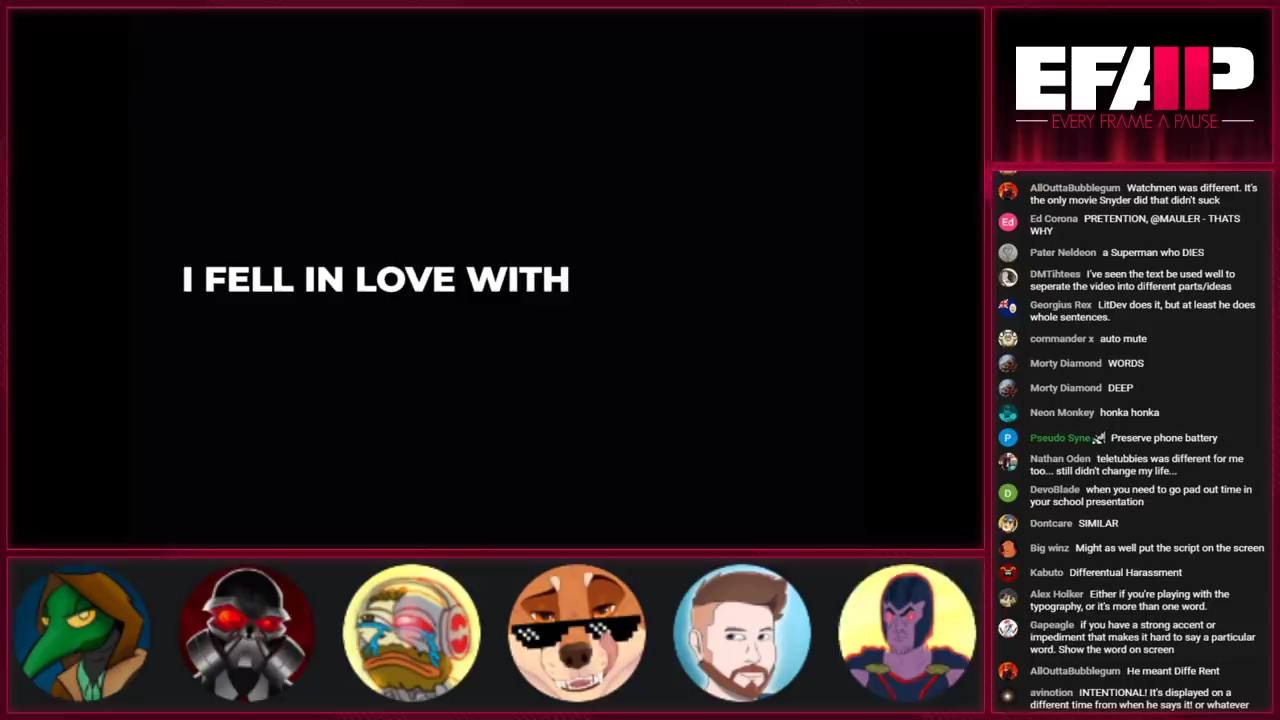 I FELL IN LOVE WITH
EFAP
EVERY FRAME A PAUSE
AllOuttaBubblegum Watchmen was different. It's
the only movie Snyder did that didn't suck
Ed
Ed Corona PRETENTION, @MAULER - THATS
WHY
Pater Neldeon a Superman who DIES
DMTihtees I've seen the text be used well to
seperate the video into different parts/ideas
Georgius Rex LitDev does it, but at least he does
whole sentences.
commander x auto mute
Morty Diamond WORDS
Morty Diamond DEEP
Neon Monkey honka honka
P
Pseudo Syne Preserve phone battery
Nathan Oden teletubbies was different for me
too... still didn't change my life...
D
DevoBlade when you need to go pad out time in
your school presentation
Dontcare SIMILAR
Big winz Might as well put the script on the screen
Kabuto Differential Harassment
Alex Holker Either if you're playing with the
typography, or it's more than one word.
Gapeagle if you have a strong accent or
impediment that makes it hard to say a particular
word. Show the word on screen
AllOuttaBubblegum He meant Diffe Rent
avinotion INTENTIONAL! It's displayed on a
different time from when he says it! or whatever